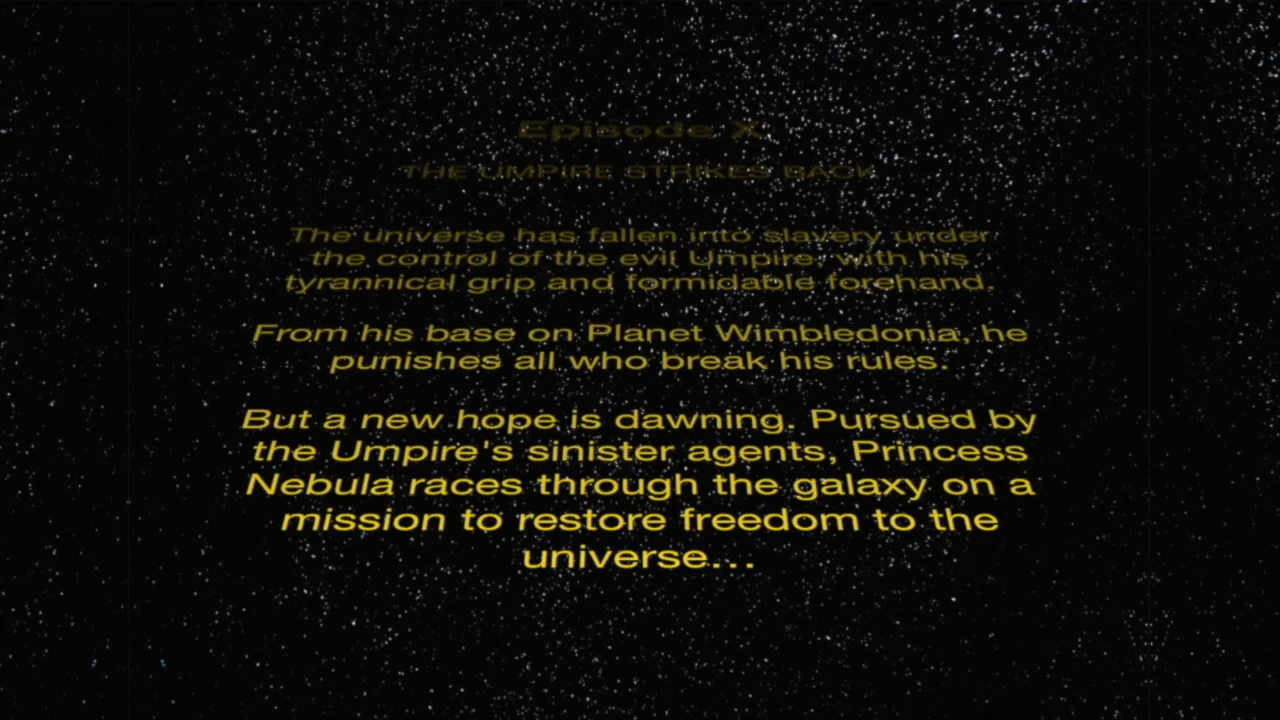 Episode X
THE UMPIRE STRIKES BACK
The universe has fallen into slavery under
the control of the evil Umpire, with his
tyrannical grip and formidable forehand.
From his base on Planet Wimbledonia, he
punishes all who break his rules.
But a new hope is dawning. Pursued by
the Umpire's sinister agents, Princess
Nebula races through the galaxy on a
mission to restore freedom to the
universe...